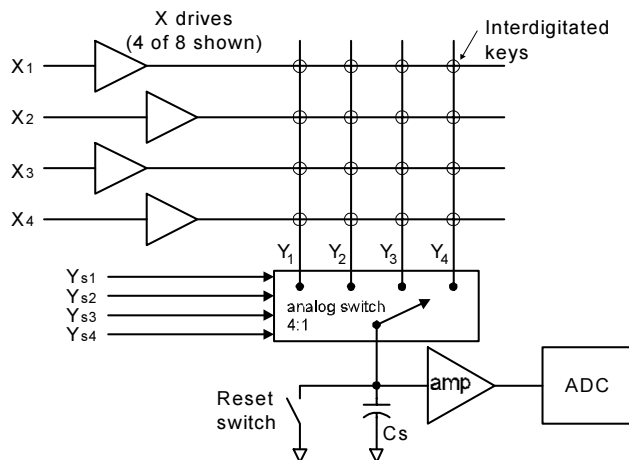 X drives
(4 of 8 shown)
Interdigitated
keys
X1
X2
X3
X4
Y1
Y2
Y3
Y4
Ys1
Ys2
Ys3
Ys4
analog switch
4:1
Reset
switch
Cs
amp
ADC